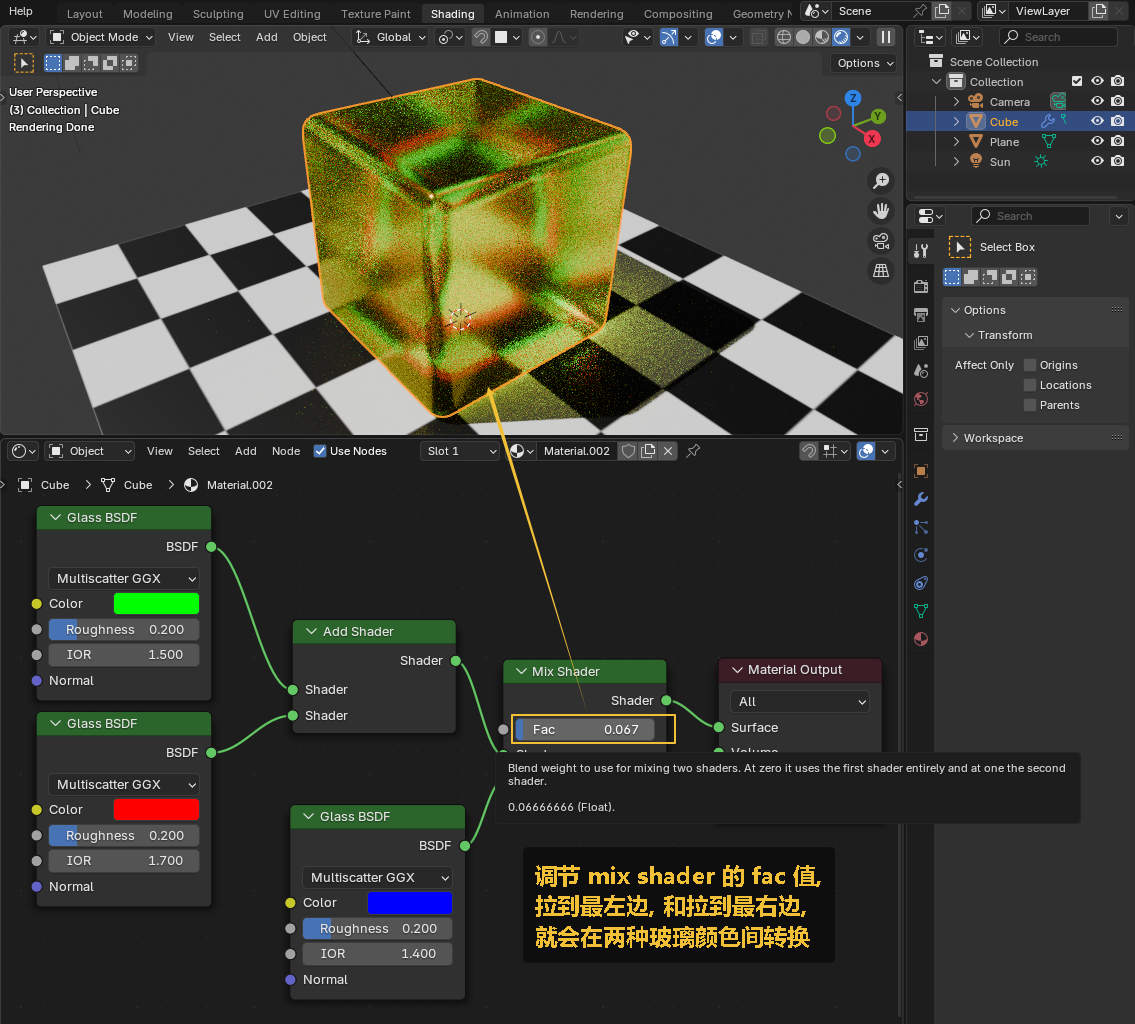 Help
Layout
Modeling
Sculpting
UV Editing
Texture Paint
Shading
Animation
Rendering
Compositing
Geometry N
Scene
ViewLayer
Object Mode
View
Select
Add
Object
Global
Search
Options
User Perspective
(3) Collection | Cube
Rendering Done
Z
Y
X
Scene Collection
Collection
Camera
Cube
Plane
Sun
Search
Select Box
Options
Transform
Affect Only
Origins
Locations
Parents
Workspace
Object
View
Select
Add
Node
Use Nodes
Slot 1
Material.002
Cube
Cube
Material.002
Glass BSDF
BSDF
Multiscatter GGX
Color
Roughness 0.200
IOR 1.500
Normal
Glass BSDF
BSDF
Multiscatter GGX
Color
Roughness 0.200
IOR 1.700
Normal
Add Shader
Shader
Shader
Shader
Glass BSDF
BSDF
Multiscatter GGX
Color
Roughness 0.200
IOR 1.400
Normal
Mix Shader
Shader
Fac 0.067
Material Output
All
Surface
Blend weight to use for mixing two shaders. At zero it uses the first shader entirely and at one the second
shader.
0.06666666 (Float).
调节 mix shader 的 fac 值,
拉到最左边, 和拉到最右边,
就会在两种玻璃颜色间转换